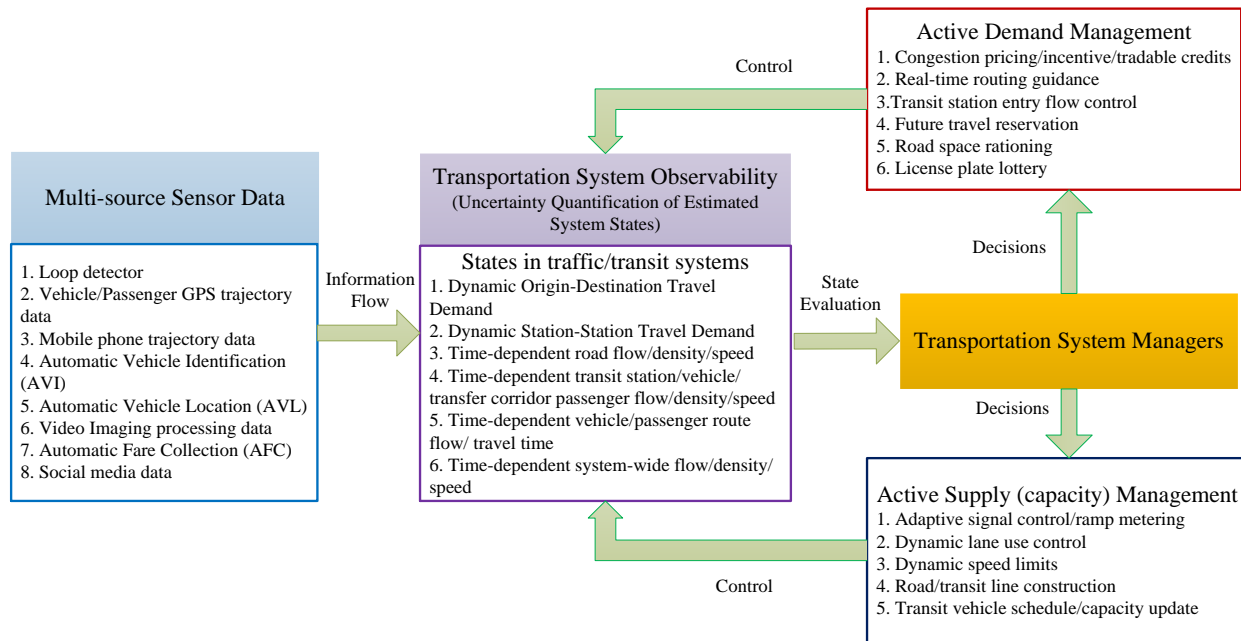 Multi-source Sensor Data
1. Loop detector
2. Vehicle/Passenger GPS trajectory
data
3. Mobile phone trajectory data
4. Automatic Vehicle Identification
(AVI)
5. Automatic Vehicle Location (AVL)
6. Video Imaging processing data
7. Automatic Fare Collection (AFC)
8. Social media data
Information
Flow
Transportation System Observability
(Uncertainty Quantification of Estimated
System States)
States in traffic/transit systems
1. Dynamic Origin-Destination Travel
Demand
2. Dynamic Station-Station Travel Demand
3. Time-dependent road flow/density/speed
4. Time-dependent transit station/vehicle/
transfer corridor passenger flow/density/speed
5. Time-dependent vehicle/passenger route
flow/ travel time
6. Time-dependent system-wide flow/density/
speed
State
Evaluation
Transportation System Managers
Decisions
Decisions
Active Demand Management
1. Congestion pricing/incentive/tradable credits
2. Real-time routing guidance
3.Transit station entry flow control
4. Future travel reservation
5. Road space rationing
6. License plate lottery
Control
Active Supply (capacity) Management
1. Adaptive signal control/ramp metering
2. Dynamic lane use control
3. Dynamic speed limits
4. Road/transit line construction
5. Transit vehicle schedule/capacity update
Control